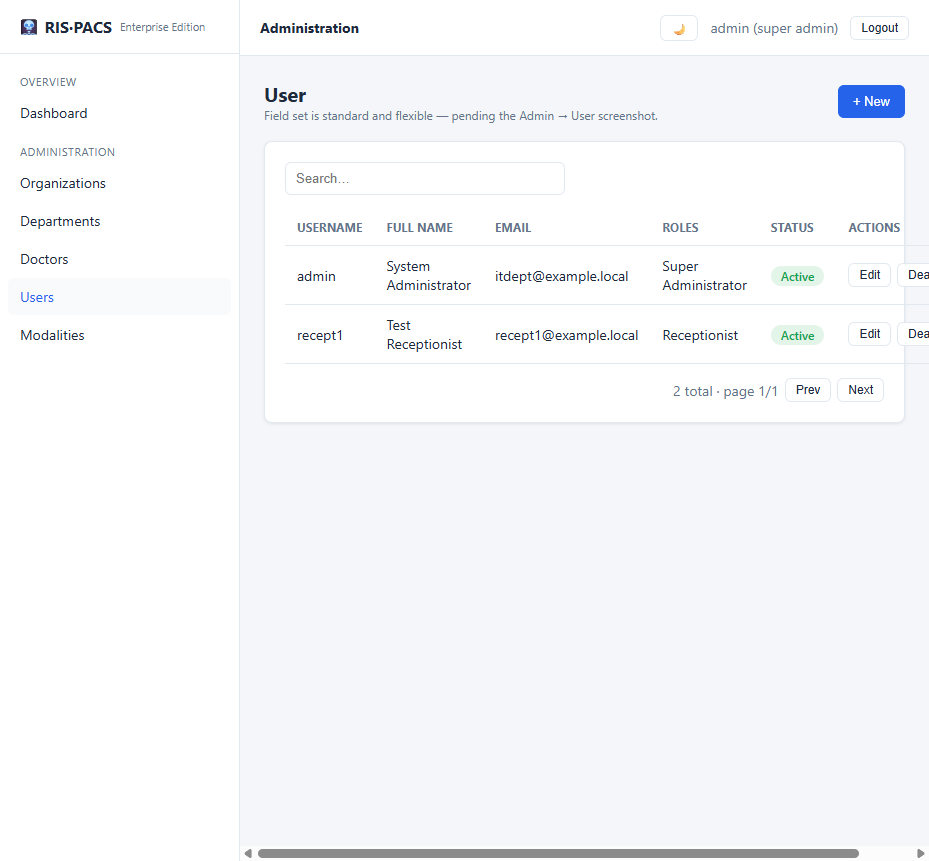 RIS·PACS Enterprise Edition
OVERVIEW
Dashboard
ADMINISTRATION
Organizations
Departments
Doctors
Users
Modalities
Administration
admin (super admin)
Logout
User
Field set is standard and flexible — pending the Admin → User screenshot.
+ New
Search...
USERNAME FULL NAME EMAIL ROLES STATUS ACTIONS
admin System Administrator itdept@example.local Super Administrator Active Edit Dea
recept1 Test Receptionist recept1@example.local Receptionist Active Edit Dea
2 total · page 1/1 Prev Next